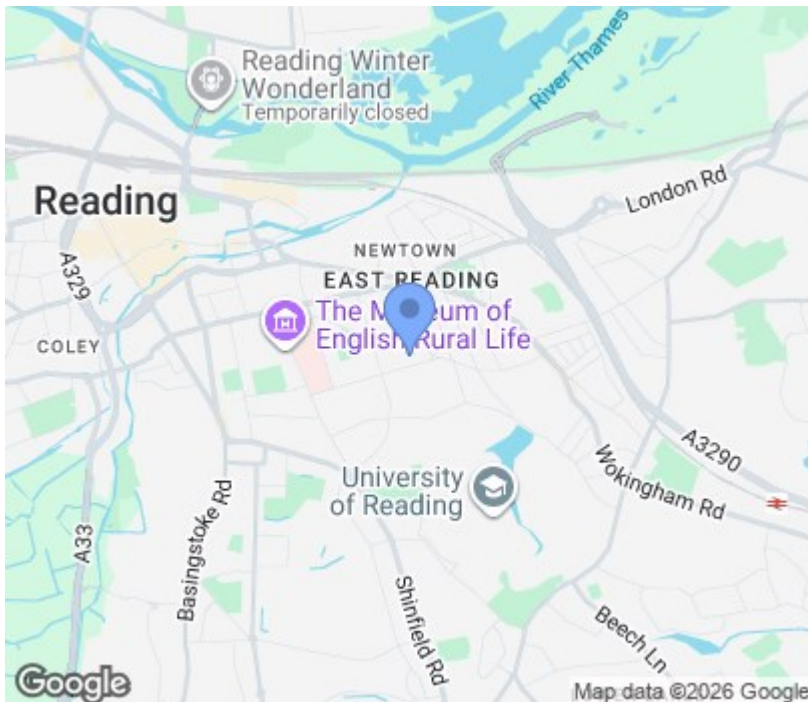 Reading Winter
Wonderland
Temporarily closed
River Thames
Reading
London Rd
A329
NEWTOWN
EAST READING
The Museum of
English Rural Life
COLEY
A3290
Wokingham Rd
University
of Reading
A33
Basingstoke Rd
Shinfield Rd
Beech Ln
Google
Map data ©2026 Google